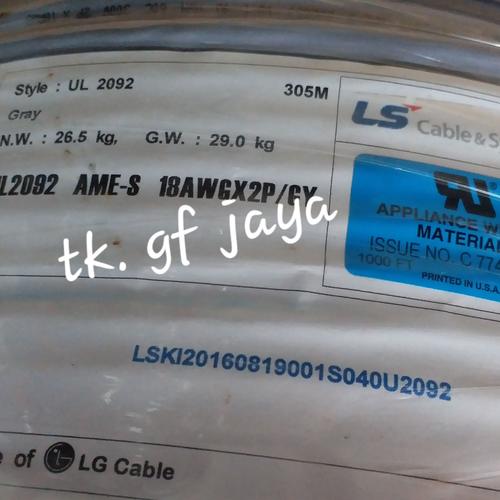 Style : UL 2092
305M
Gray
N.W. : 26.5 kg, G.W. : 29.0 kg
LS Cable & S
UL2092 AME-S 18AWGX2P/GY
APPLIANCE W
MATERIA
ISSUE NO. C 774
1000 FT
PRINTED IN U.S.A.
tk. gf jaya
LSKI20160819001S040U2092
e of LG Cable